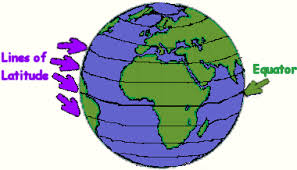 Lines of
Latitude
Equator